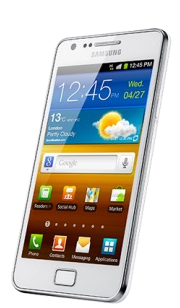 SAMSUNG
12:45 PM
12:45 PM
Wed.
04/27
13°C
London
Partly Cloudy
Google
Readers Hub
Social Hub
Maps
Market
Phone
Contacts
Messaging
Applications